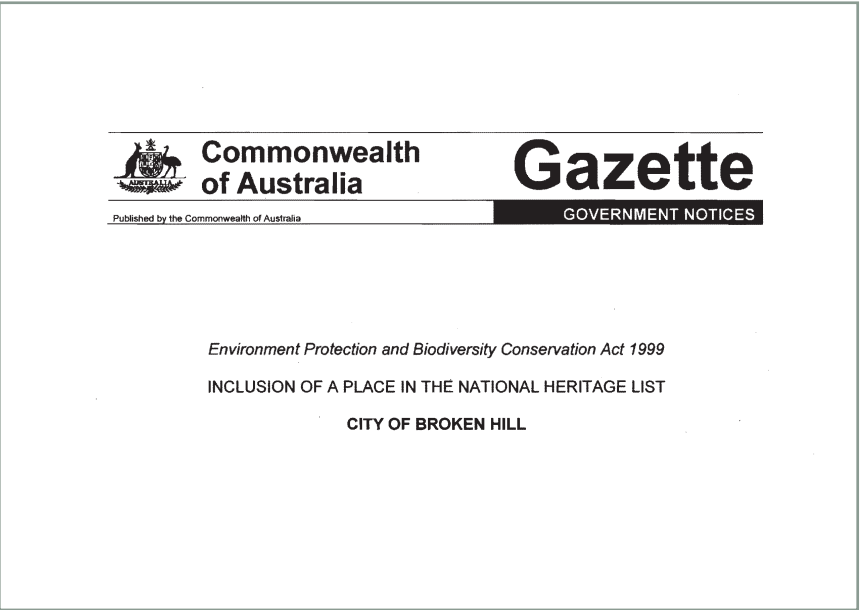 Commonwealth
of Australia
Gazette
AUSTRALIA
Published by the Commonwealth of Australia
GOVERNMENT NOTICES
Environment Protection and Biodiversity Conservation Act 1999
INCLUSION OF A PLACE IN THE NATIONAL HERITAGE LIST
CITY OF BROKEN HILL